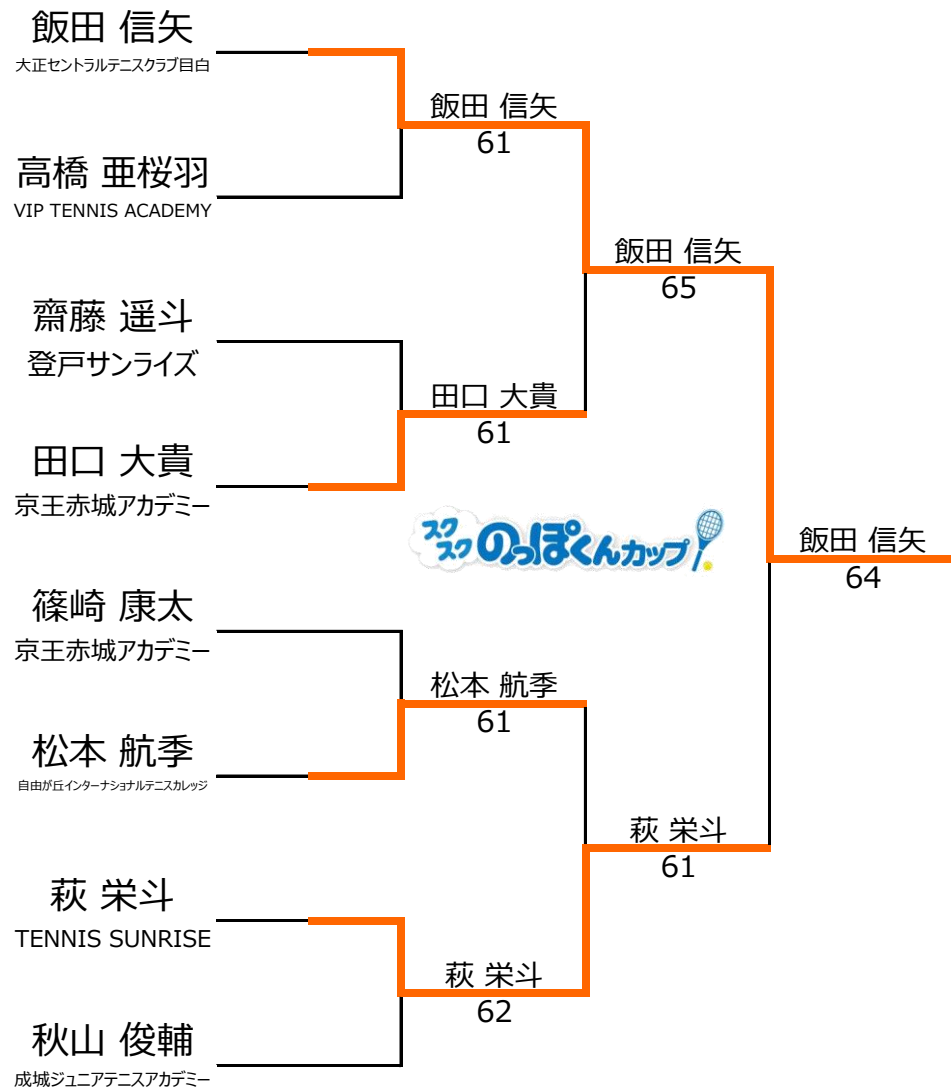 飯田 信矢
大正セントラルテニスクラブ目白
飯田 信矢
61
高橋 亜桜羽
VIP TENNIS ACADEMY
飯田 信矢
65
齋藤 遥斗
登戸サンライズ
田口 大貴
61
田口 大貴
京王赤城アカデミー
スクスクのっぽくんカップ
飯田 信矢
64
篠崎 康太
京王赤城アカデミー
松本 航季
61
松本 航季
自由が丘インターナショナルテニスカレッジ
萩 栄斗
61
萩 栄斗
TENNIS SUNRISE
萩 栄斗
62
秋山 俊輔
成城ジュニアテニスアカデミー